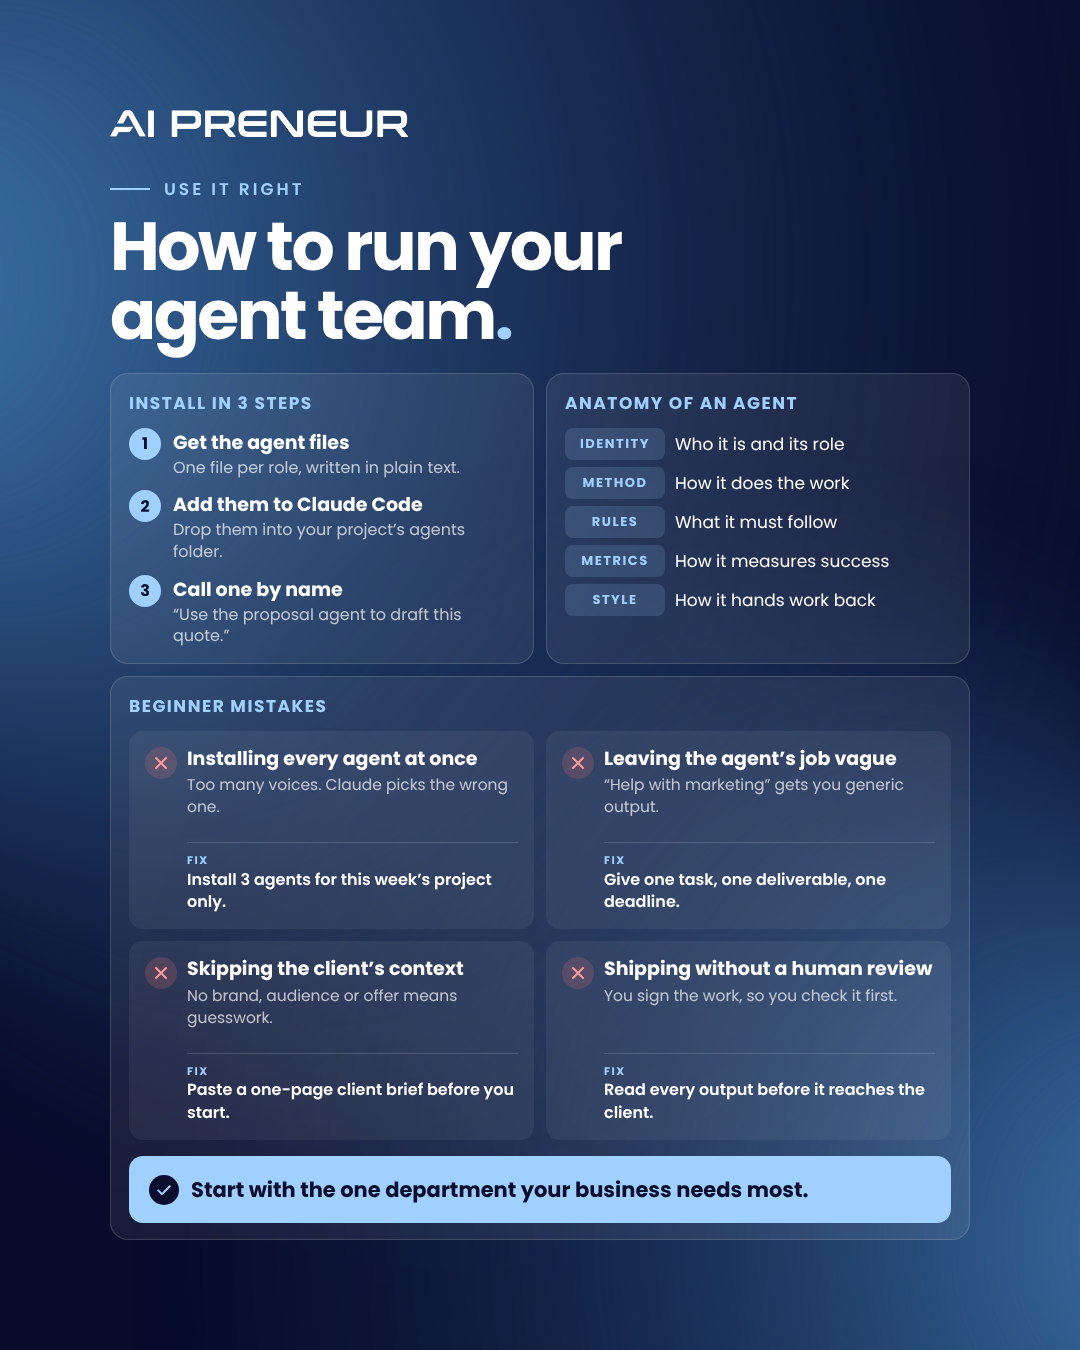 AI PRENEUR
USE IT RIGHT
How to run your
agent team.
INSTALL IN 3 STEPS
1
Get the agent files
One file per role, written in plain text.
2
Add them to Claude Code
Drop them into your project’s agents
folder.
3
Call one by name
“Use the proposal agent to draft this
quote.”
ANATOMY OF AN AGENT
IDENTITY Who it is and its role
METHOD How it does the work
RULES What it must follow
METRICS How it measures success
STYLE How it hands work back
BEGINNER MISTAKES
Installing every agent at once
Too many voices. Claude picks the wrong
one.
FIX
Install 3 agents for this week’s project
only.
Leaving the agent’s job vague
“Help with marketing” gets you generic
output.
FIX
Give one task, one deliverable, one
deadline.
Skipping the client’s context
No brand, audience or offer means
guesswork.
FIX
Paste a one-page client brief before you
start.
Shipping without a human review
You sign the work, so you check it first.
FIX
Read every output before it reaches the
client.
Start with the one department your business needs most.